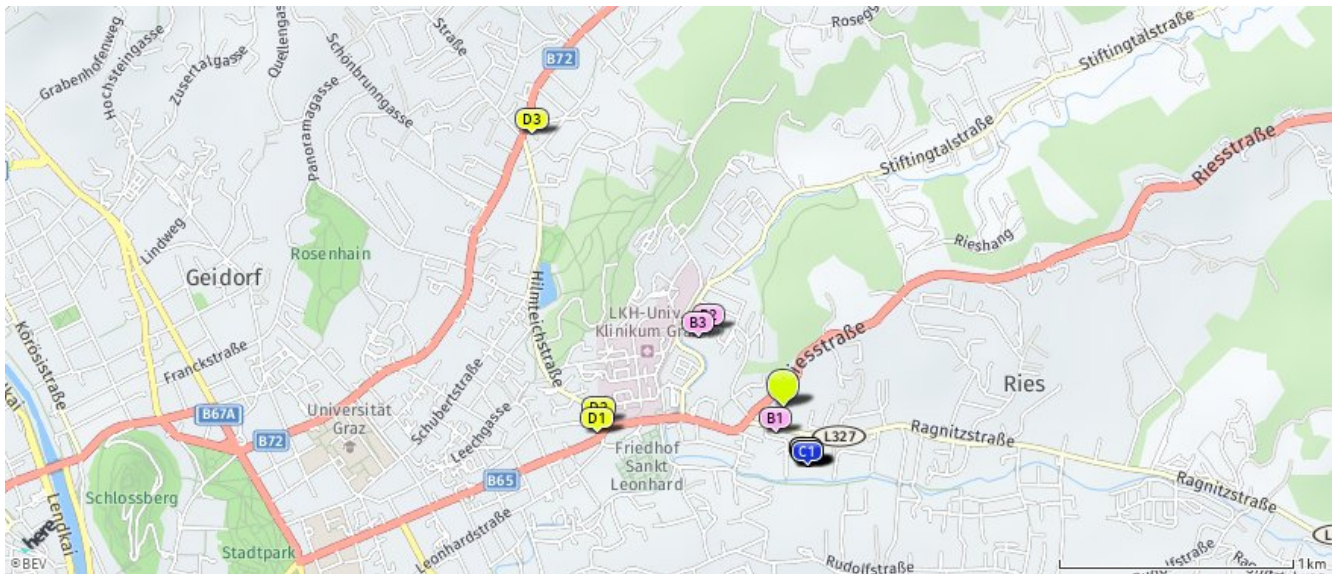 Grabenhofenweg
Hochsteingasse
Zusertalgasse
Quellengasse
Schönbrunngasse
Straße
B72
Rosegg
Stiftingtalstraße
D3
Panoramagasse
Stiftingtalstraße
Riesstraße
Lindweg
Rosenhain
Rieshang
Geidorf
Hilmteichstraße
LKH-Univ.
Klinikum Gra
B3
Körösistraße
Franckstraße
Riesstraße
Ries
Schubertstraße
B67A
Universität
Graz
B72
Leechgasse
D1
B1
C1
L327
Ragnitzstraße
Friedhof
Sankt
Leonhard
B65
Ragnitzstraße
Schlossberg
Lendkai
Leonhardstraße
Stadtpark
Rudolfstraße
here
©BEV
1km